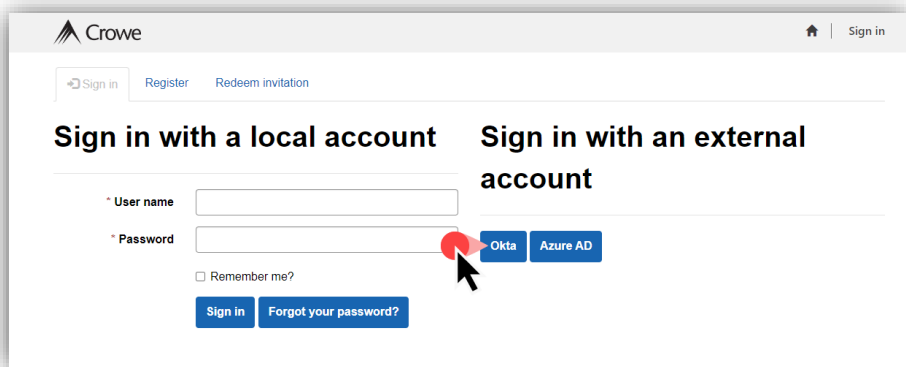 Crowe
Sign in
Sign in
Register
Redeem invitation
Sign in with a local account
* User name
* Password
Remember me?
Sign in
Forgot your password?
Sign in with an external
account
Okta
Azure AD